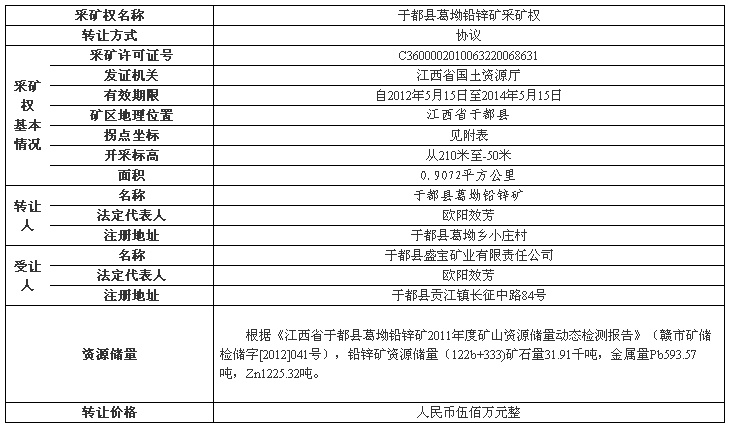 采矿权名称 于都县葛坳铅锌矿采矿权
转让方式 协议
采矿权基本情况
采矿许可证号 C3600002010063220068631
发证机关 江西省国土资源厅
有效期限 自2012年5月15日至2014年5月15日
矿区地理位置 江西省于都县
拐点坐标 见附表
开采标高 从210米至-50米
面积 0.9072平方公里
转让人
名称 于都县葛坳铅锌矿
法定代表人 欧阳效芳
注册地址 于都县葛坳乡小庄村
受让人
名称 于都县盛宝矿业有限责任公司
法定代表人 欧阳效芳
注册地址 于都县贡江镇长征中路84号
资源储量
根据《江西省于都县葛坳铅锌矿2011年度矿山资源储量动态检测报告》（赣市矿储
检储字[2012]041号），铅锌矿资源储量（122b+333)矿石量31.91千吨，金属量Pb593.57
吨，Zn1225.32吨。
转让价格 人民币伍佰万元整